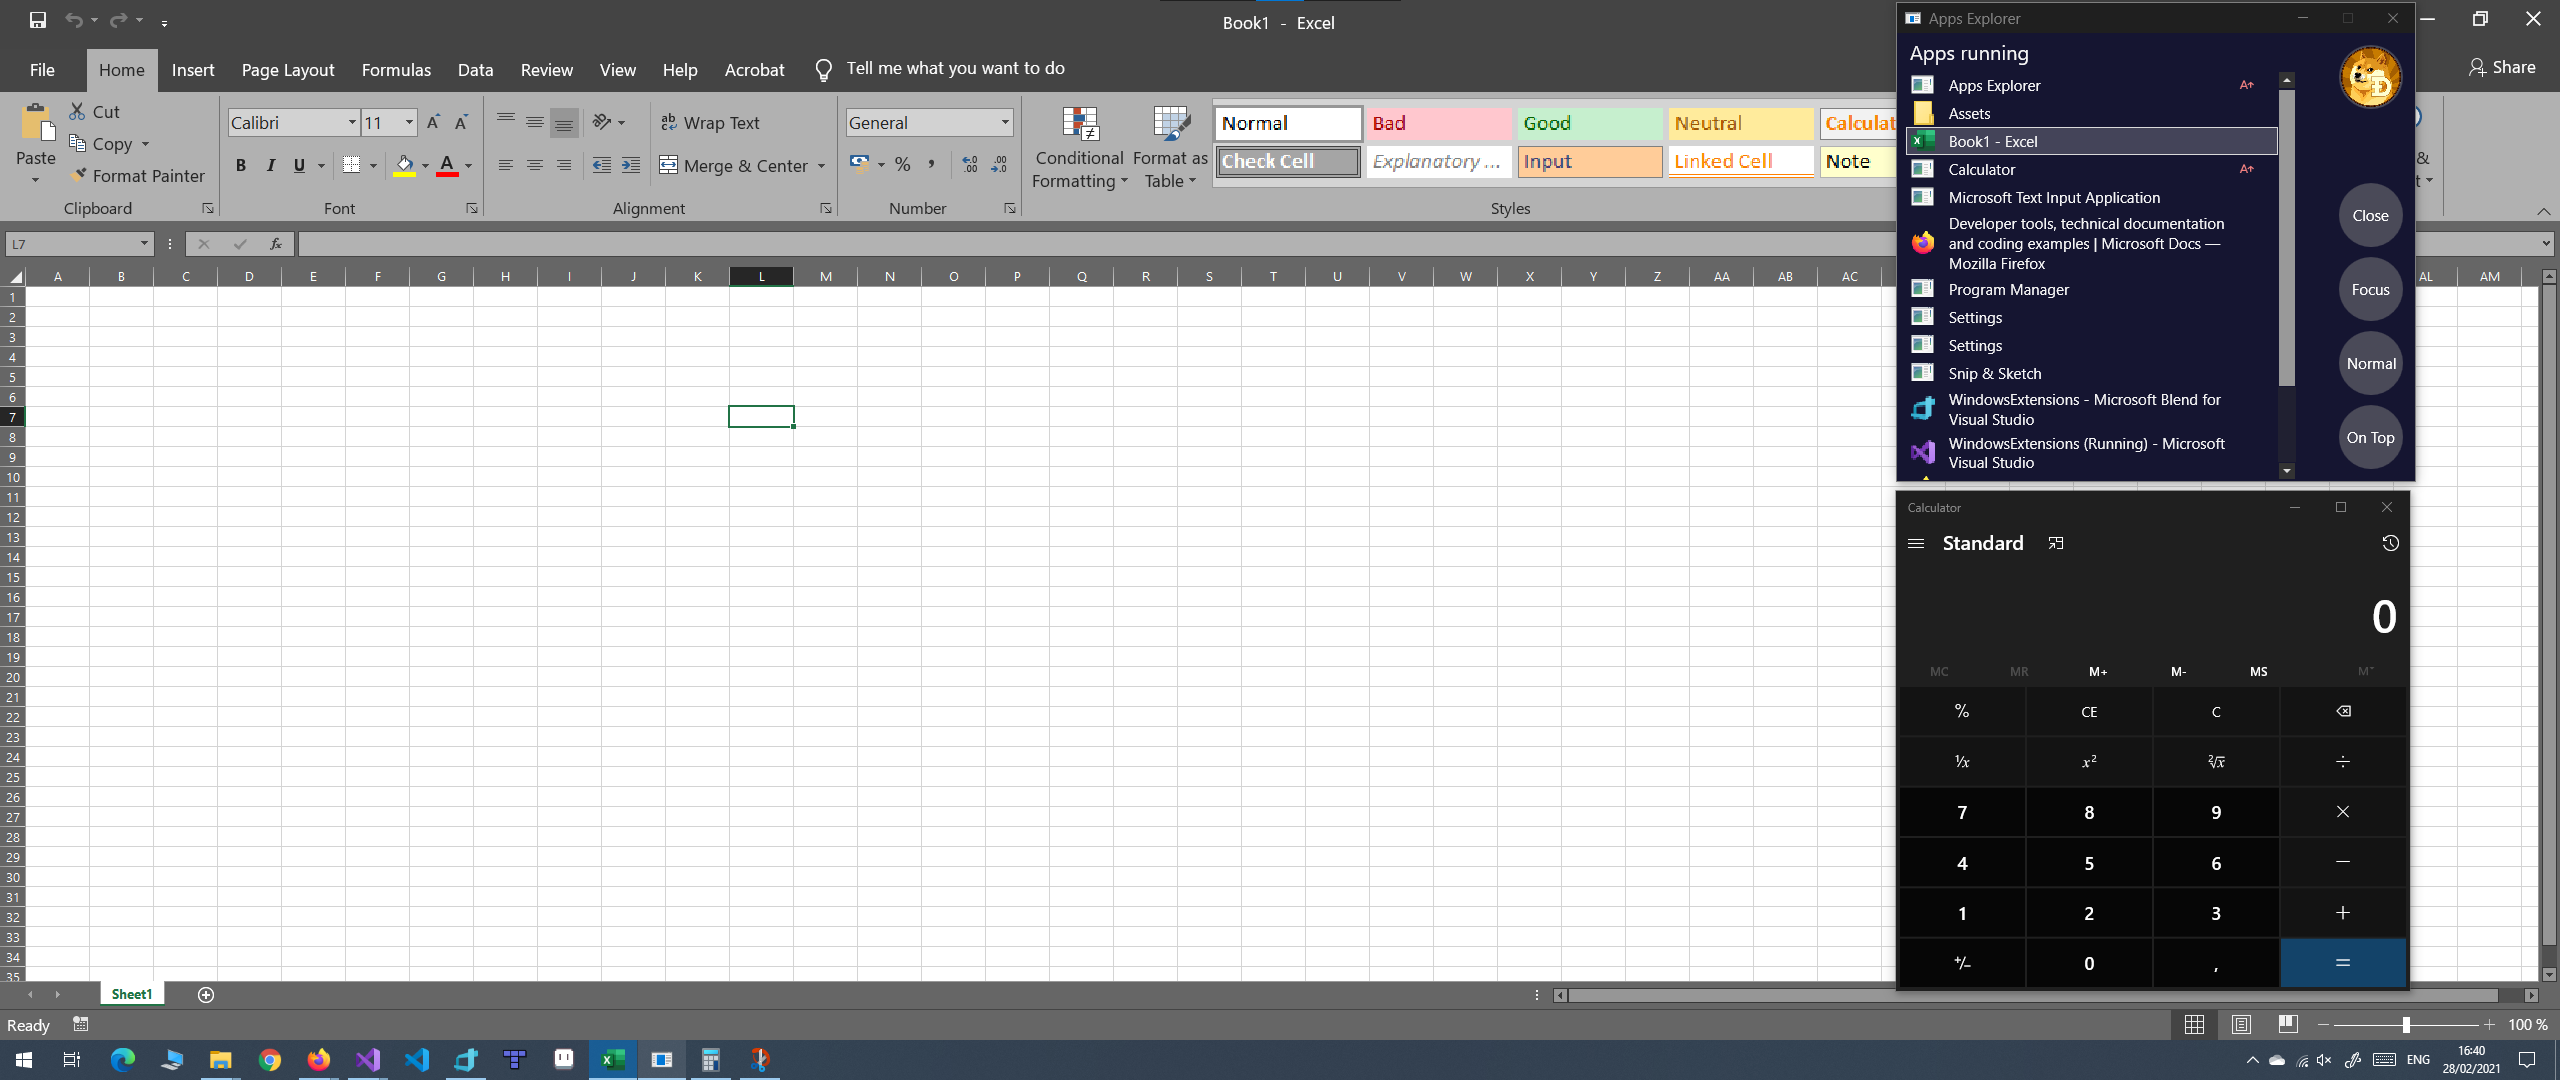 Book1 - Excel
File Home Insert Page Layout Formulas Data Review View Help Acrobat Tell me what you want to do
Share
Paste
Cut
Copy
Format Painter
Clipboard
Calibri 11
B I U A
Font
Wrap Text
Merge & Center
Alignment
General
% ,
Number
Conditional Formatting
Format as Table
Normal Bad Good Neutral Calculat
Check Cell Explanatory ... Input Linked Cell Note
Styles
&
L7 fx
A B C D E F G H I J K L M N O P Q R S T U V W X Y Z AA AB AC AL AM
1
2
3
4
5
6
7
8
9
10
11
12
13
14
15
16
17
18
19
20
21
22
23
24
25
26
27
28
29
30
31
32
33
34
35
Sheet1
Ready
100 %
Apps Explorer
Apps running
Apps Explorer
Assets
Book1 - Excel
Calculator
Microsoft Text Input Application
Developer tools, technical documentation
and coding examples | Microsoft Docs —
Mozilla Firefox
Program Manager
Settings
Settings
Snip & Sketch
WindowsExtensions - Microsoft Blend for
Visual Studio
WindowsExtensions (Running) - Microsoft
Visual Studio
Close
Focus
Normal
On Top
Calculator
Standard
0
MC MR M+ M- MS M˅
% CE C
¹/x x² ²√x ÷
7 8 9 ×
4 5 6 −
1 2 3 +
+/− 0 , =
ENG
16:40
28/02/2021